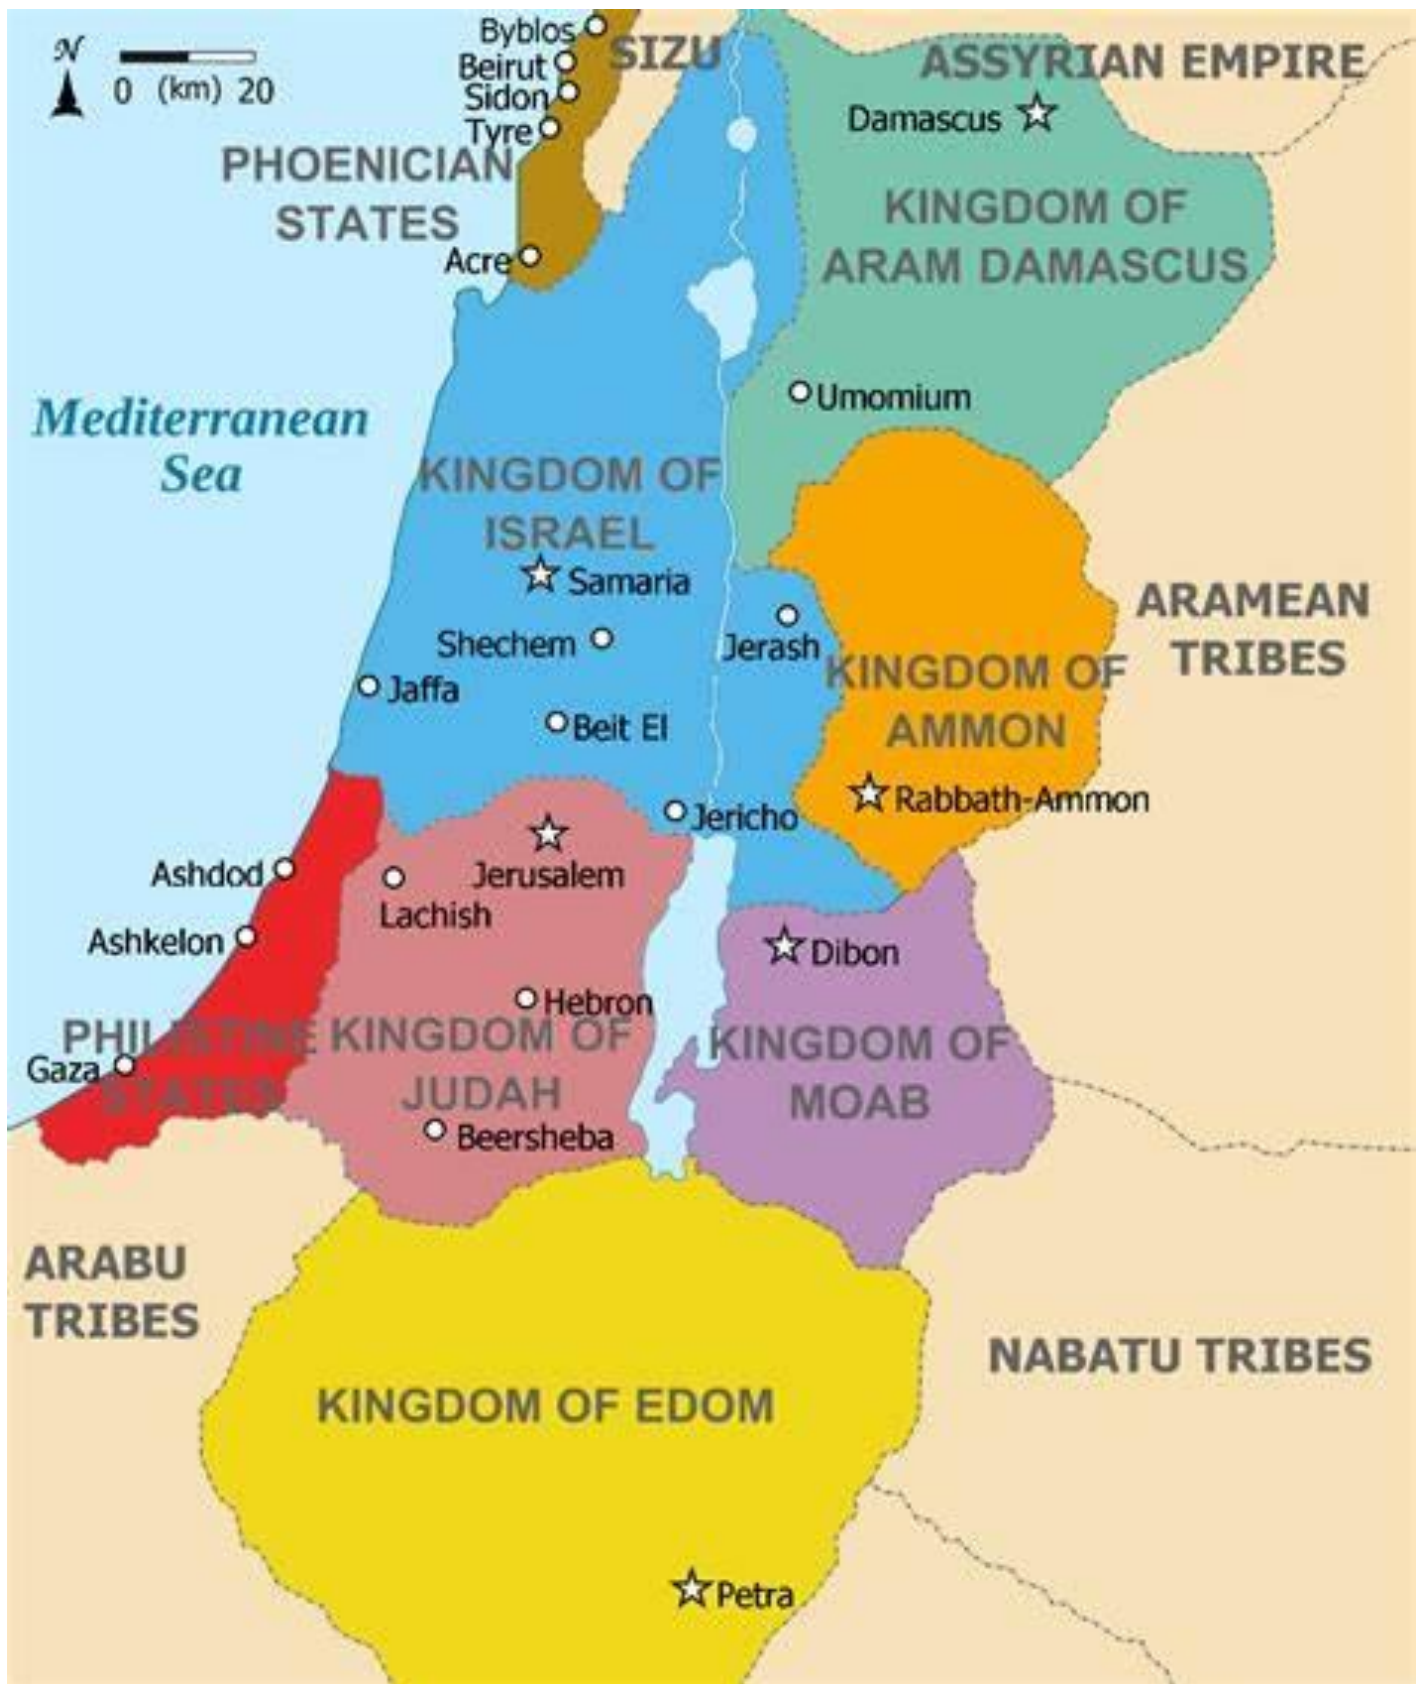 N
0 (km) 20
Byblos
Beirut
Sidon
Tyre
SIZU
ASSYRIAN EMPIRE
Damascus
PHOENICIAN
STATES
KINGDOM OF
ARAM DAMASCUS
Acre
Umomium
Mediterranean
Sea
KINGDOM OF
ISRAEL
Samaria
Shechem
Jerash
ARAMEAN
TRIBES
Jaffa
Beit El
KINGDOM OF
AMMON
Rabbath-Ammon
Jericho
Ashdod
Jerusalem
Lachish
Ashkelon
Dibon
Hebron
PHILISTINE
STATES
Gaza
KINGDOM OF
JUDAH
KINGDOM OF
MOAB
Beersheba
ARABU
TRIBES
NABATU TRIBES
KINGDOM OF EDOM
Petra